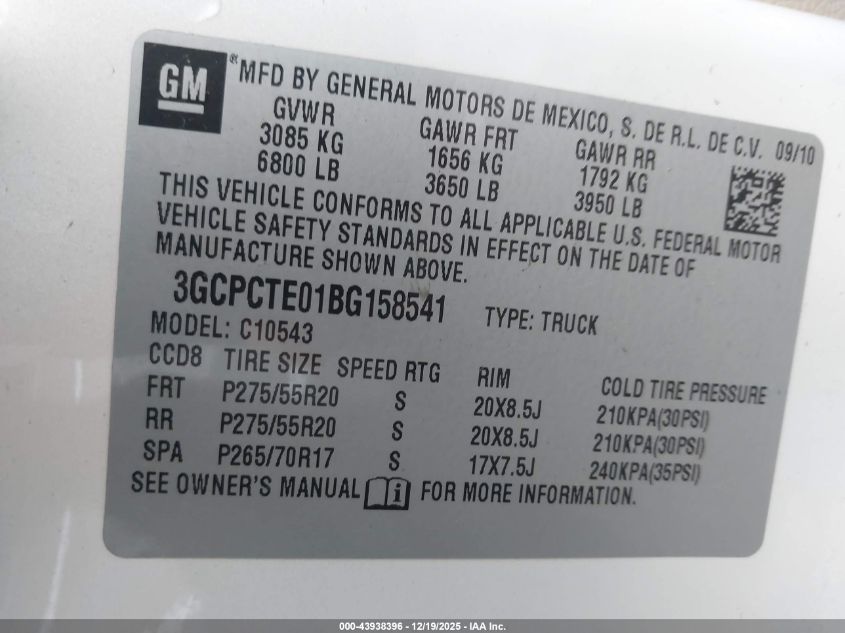 GM
*MFD BY GENERAL MOTORS DE MEXICO, S. DE R.L. DE C.V. 09/10
GVWR GAWR FRT GAWR RR
3085 KG 1656 KG 1792 KG
6800 LB 3650 LB 3950 LB
THIS VEHICLE CONFORMS TO ALL APPLICABLE U.S. FEDERAL MOTOR
VEHICLE SAFETY STANDARDS IN EFFECT ON THE DATE OF
MANUFACTURE SHOWN ABOVE.
3GCPCTE01BG158541 TYPE: TRUCK
MODEL: C10543
CCD8 TIRE SIZE SPEED RTG RIM COLD TIRE PRESSURE
FRT P275/55R20 S 20X8.5J 210KPA(30PSI)
RR P275/55R20 S 20X8.5J 210KPA(30PSI)
SPA P265/70R17 S 17X7.5J 240KPA(35PSI)
SEE OWNER'S MANUAL i FOR MORE INFORMATION.
000-43938396 - 12/19/2025 - IAA Inc.